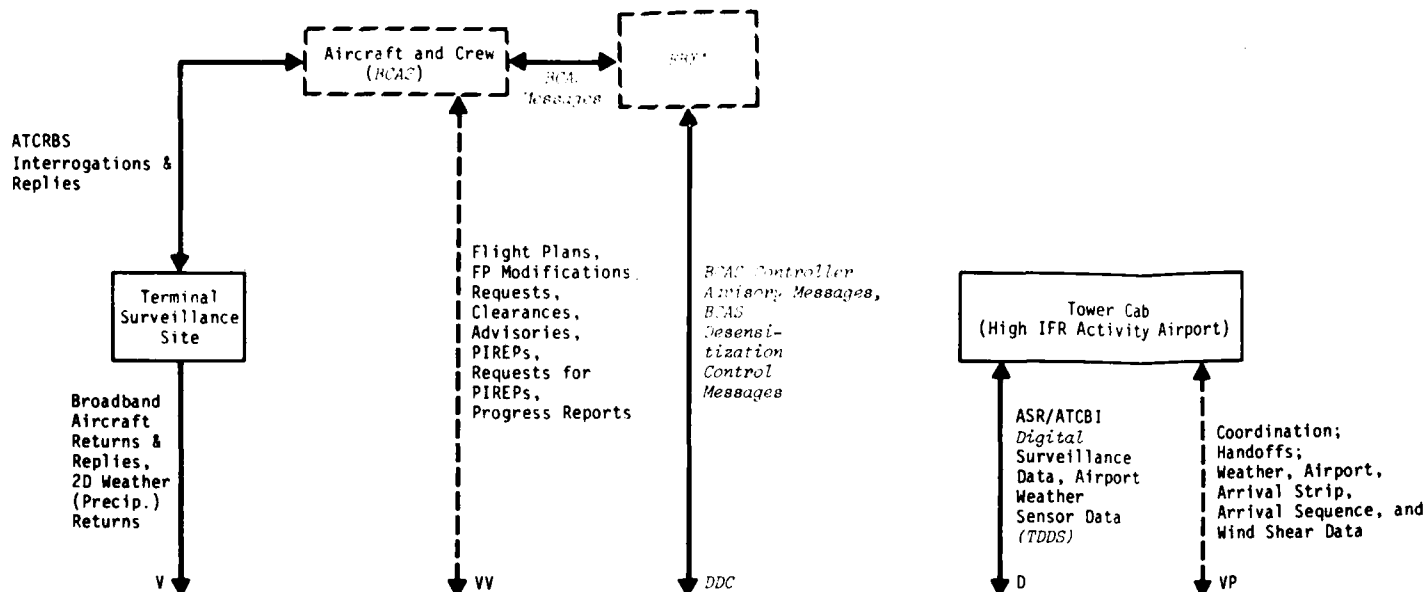 Aircraft and Crew
(BCAS)
Messages
ATCRBS
Interrogations &
Replies
Terminal
Surveillance
Site
Flight Plans,
FP Modifications
Requests,
Clearances,
Advisories,
PIREPs,
Requests for
PIREPs,
Progress Reports
BCAS Controller
Advisory Messages,
BCAS
Desensi-
tization
Control
Messages
Tower Cab
(High IFR Activity Airport)
Broadband
Aircraft
Returns &
Replies,
2D Weather
(Precip.)
Returns
ASR/ATCBI
Digital
Surveillance
Data, Airport
Weather
Sensor Data
(TDDS)
Coordination;
Handoffs;
Weather, Airport,
Arrival Strip,
Arrival Sequence, and
Wind Shear Data
V
VV
DDC
D
VP